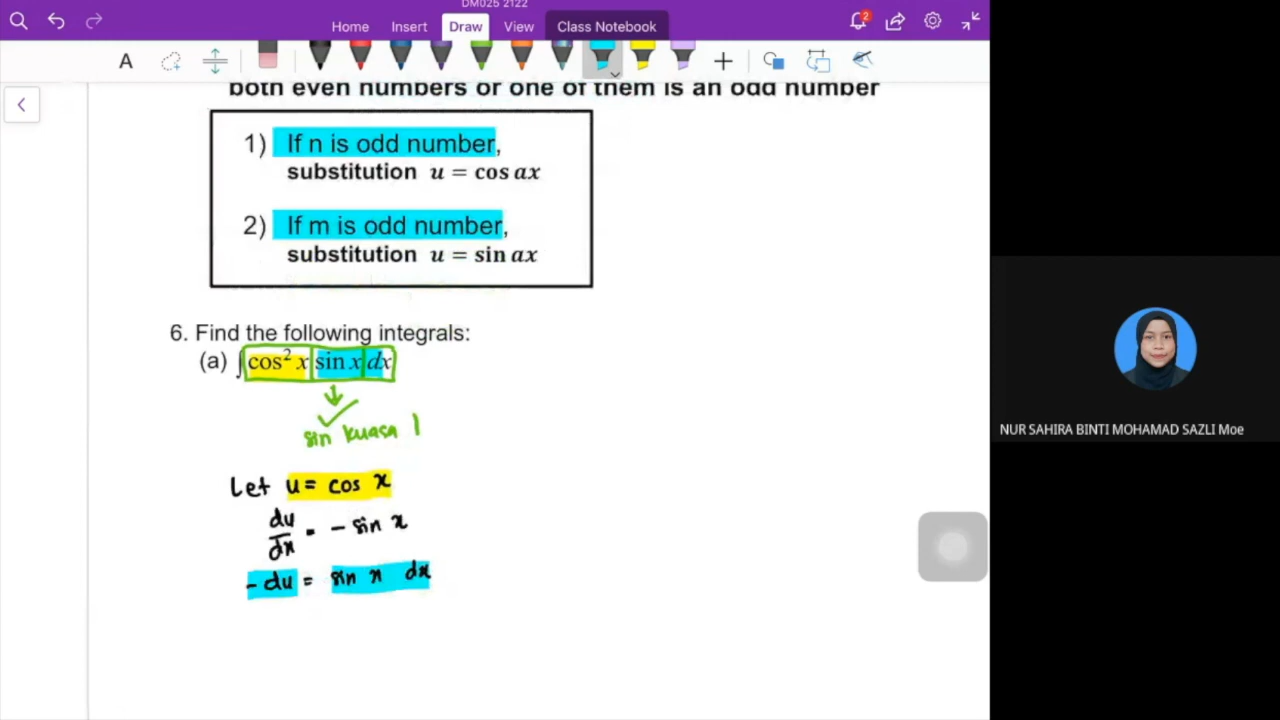 DM025 2122
Home Insert Draw View Class Notebook
2
A
both even numbers or one of them is an odd number
1) If n is odd number,
substitution u = cos ax
2) If m is odd number,
substitution u = sin ax
6. Find the following integrals:
(a) ∫cos² x sin x dx
sin kuasa 1
Let u = cos x
du/dx = - sin x
- du = sin x dx
NUR SAHIRA BINTI MOHAMAD SAZLI Moe